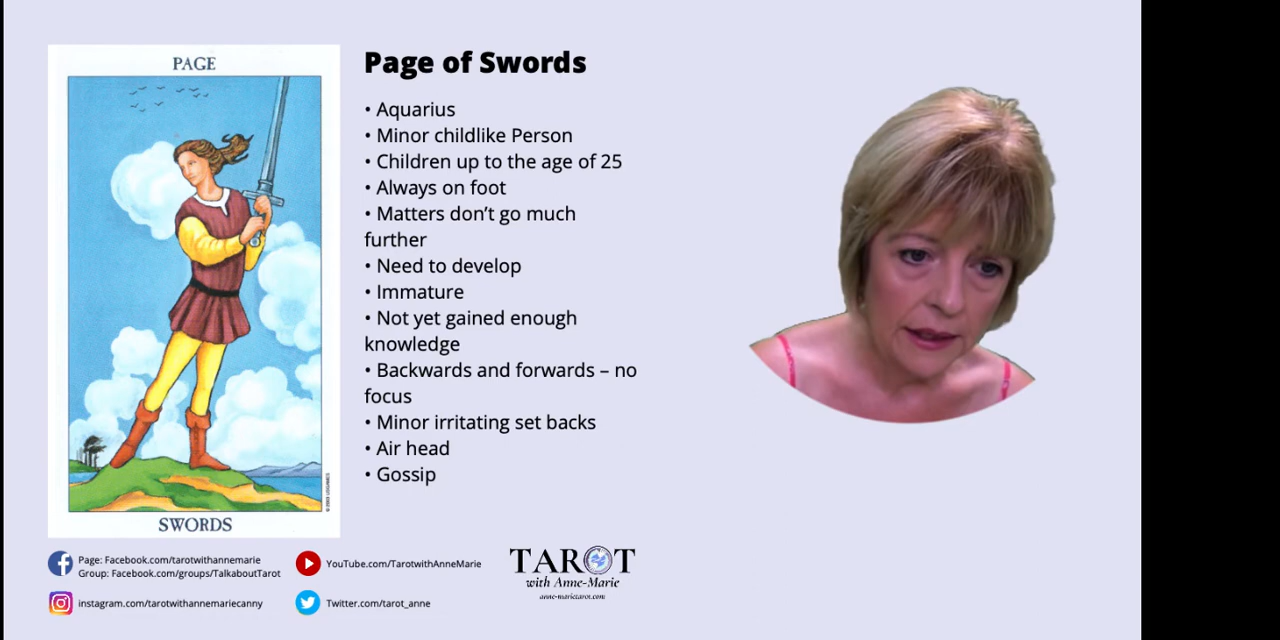 PAGE
SWORDS
Page of Swords
• Aquarius
• Minor childlike Person
• Children up to the age of 25
• Always on foot
• Matters don’t go much
further
• Need to develop
• Immature
• Not yet gained enough
knowledge
• Backwards and forwards – no
focus
• Minor irritating set backs
• Air head
• Gossip
Page: Facebook.com/tarotwithannemarie
Group: Facebook.com/groups/TalkaboutTarot
YouTube.com/TarotwithAnneMarie
instagram.com/tarotwithannemariecanny
Twitter.com/tarot_anne
TAROT
with Anne-Marie
anne-marietarot.com